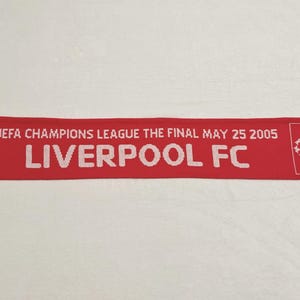 UEFA CHAMPIONS LEAGUE THE FINAL MAY 25 2005
LIVERPOOL FC